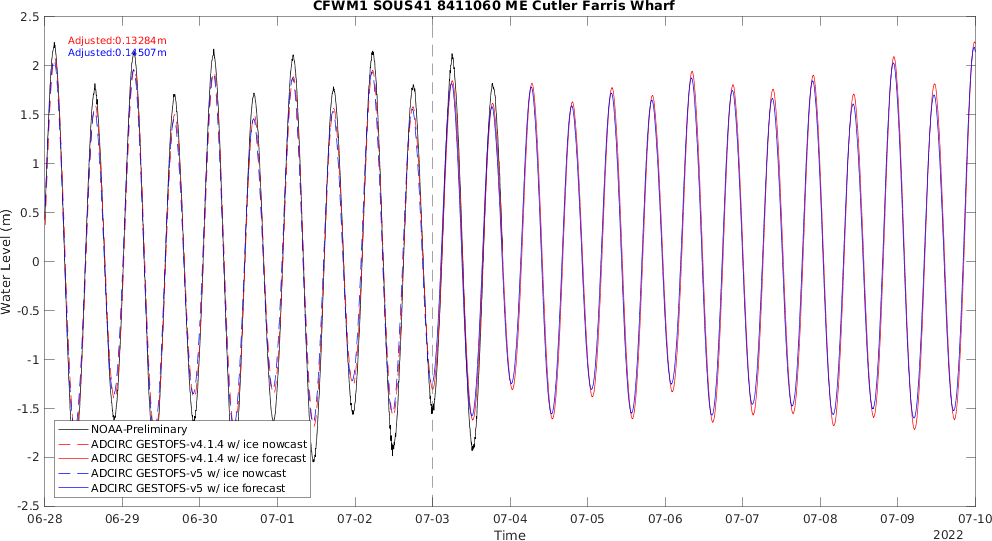 CFWM1 SOUS41 8411060 ME Cutler Farris Wharf
Adjusted:0.13284m
Adjusted:0.14507m
Water Level (m)
2.5
2
1.5
1
0.5
0
-0.5
-1
-1.5
-2
-2.5
NOAA-Preliminary
ADCIRC GESTOFS-v4.1.4 w/ ice nowcast
ADCIRC GESTOFS-v4.1.4 w/ ice forecast
ADCIRC GESTOFS-v5 w/ ice nowcast
ADCIRC GESTOFS-v5 w/ ice forecast
06-28 06-29 06-30 07-01 07-02 07-03 07-04 07-05 07-06 07-07 07-08 07-09 07-10
Time
2022